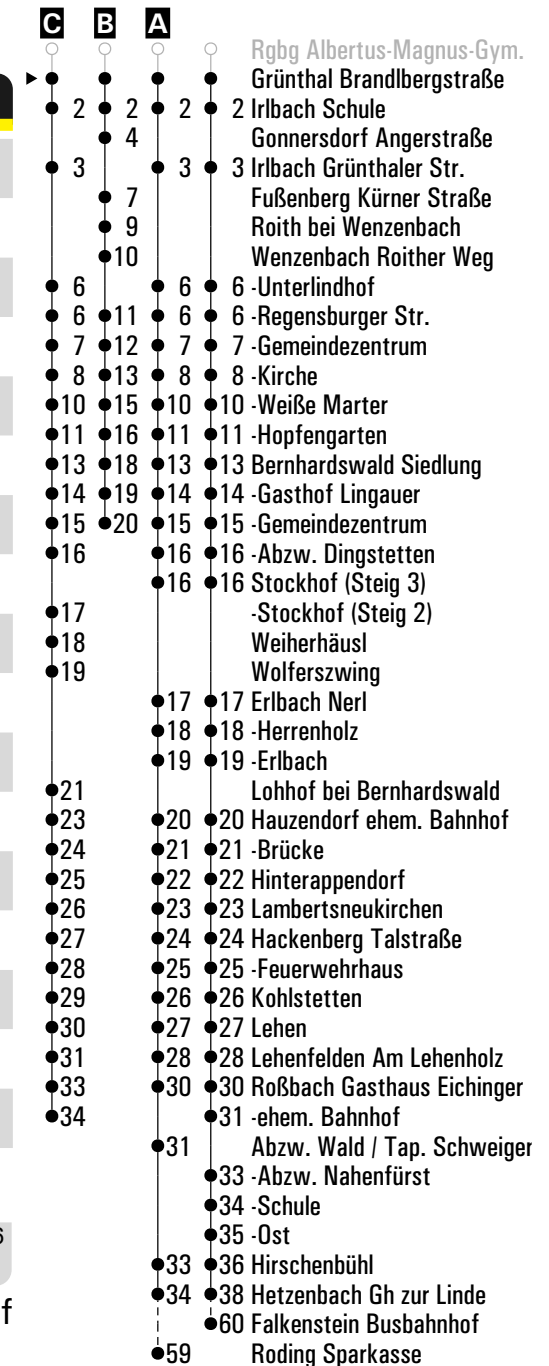 C B A
Rgbg Albertus-Magnus-Gym.
Grünthal Brandlbergstraße
2 2 2 2 Irlbach Schule
4 Gonnersdorf Angerstraße
3 3 3 Irlbach Grünthaler Str.
7 Fußenberg Kürner Straße
9 Roith bei Wenzenbach
10 Wenzenbach Roither Weg
6 6 6 -Unterlindhof
6 11 6 6 -Regensburger Str.
7 12 7 7 -Gemeindezentrum
8 13 8 8 -Kirche
10 15 10 10 -Weiße Marter
11 16 11 11 -Hopfengarten
13 18 13 13 Bernhardswald Siedlung
14 19 14 14 -Gasthof Lingauer
15 20 15 15 -Gemeindezentrum
16 16 16 -Abzw. Dingstetten
16 16 Stockhof (Steig 3)
17 -Stockhof (Steig 2)
18 Weiherhäusl
19 Wolferszwing
17 17 Erlbach Nerl
18 18 -Herrenholz
19 19 -Erlbach
21 Lohhof bei Bernhardswald
23 20 20 Hauzendorf ehem. Bahnhof
24 21 21 -Brücke
25 22 22 Hinterappendorf
26 23 23 Lambertsneukirchen
27 24 24 Hackenberg Talstraße
28 25 25 -Feuerwehrhaus
29 26 26 Kohlstetten
30 27 27 Lehen
31 28 28 Lehenfelden Am Lehenholz
33 30 30 Roßbach Gasthaus Eichinger
34 31 -ehem. Bahnhof
31 Abzw. Wald / Tap. Schweiger
33 -Abzw. Nahenfürst
34 -Schule
6 35 -Ost
33 36 Hirschenbühl
34 38 Hetzenbach Gh zur Linde
f 60 Falkenstein Busbahnhof
59 Roding Sparkasse